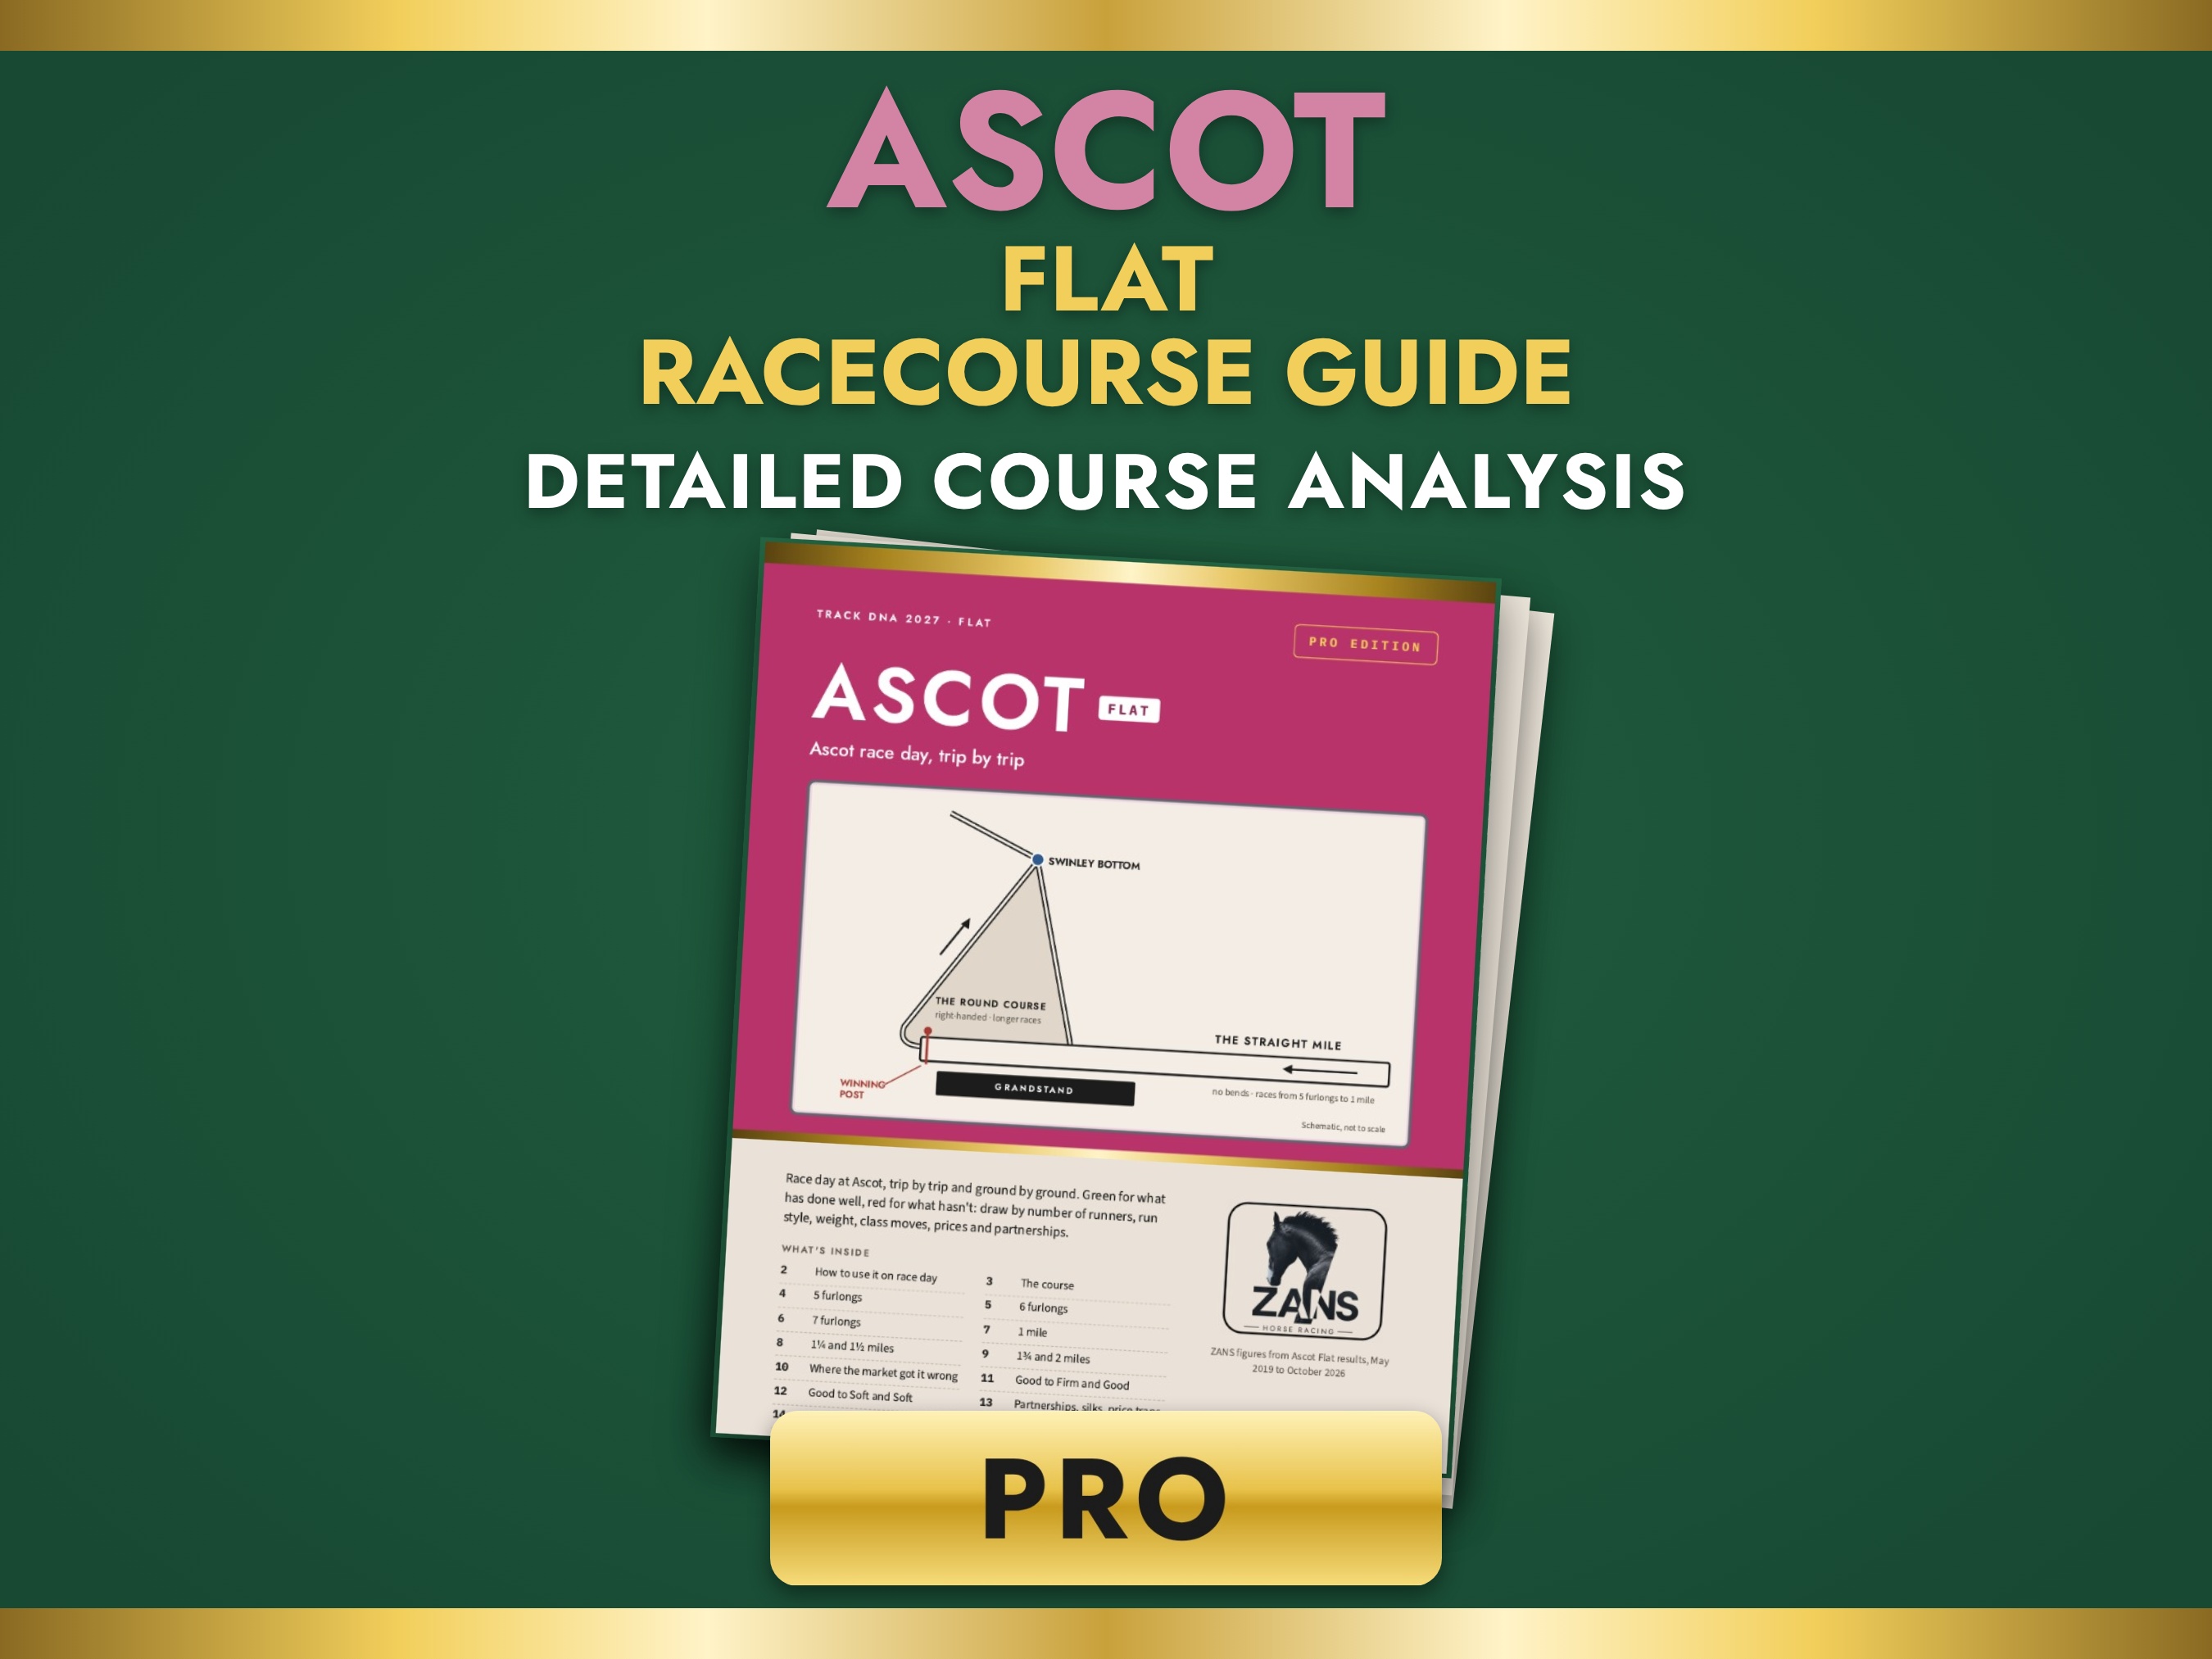 ASCOT
FLAT
RACECOURSE GUIDE
DETAILED COURSE ANALYSIS
TRACK DNA 2027 · FLAT
PRO EDITION
ASCOT FLAT
Ascot race day, trip by trip
SWINLEY BOTTOM
THE ROUND COURSE
right-handed · longer races
THE STRAIGHT MILE
WINNING
POST
GRANDSTAND
no bends · races from 5 furlongs to 1 mile
Schematic, not to scale
Race day at Ascot, trip by trip and ground by ground. Green for what
has done well, red for what hasn't: draw by number of runners, run
style, weight, class moves, prices and partnerships.
WHAT'S INSIDE
2 How to use it on race day
3 The course
4 5 furlongs
5 6 furlongs
6 7 furlongs
7 1 mile
8 1¼ and 1½ miles
9 1¾ and 2 miles
10 Where the market got it wrong
11 Good to Firm and Good
12 Good to Soft and Soft
13 Partnerships, silks, price
14
ZANS
HORSE RACING
ZANS figures from Ascot Flat results, May
2019 to October 2026
PRO